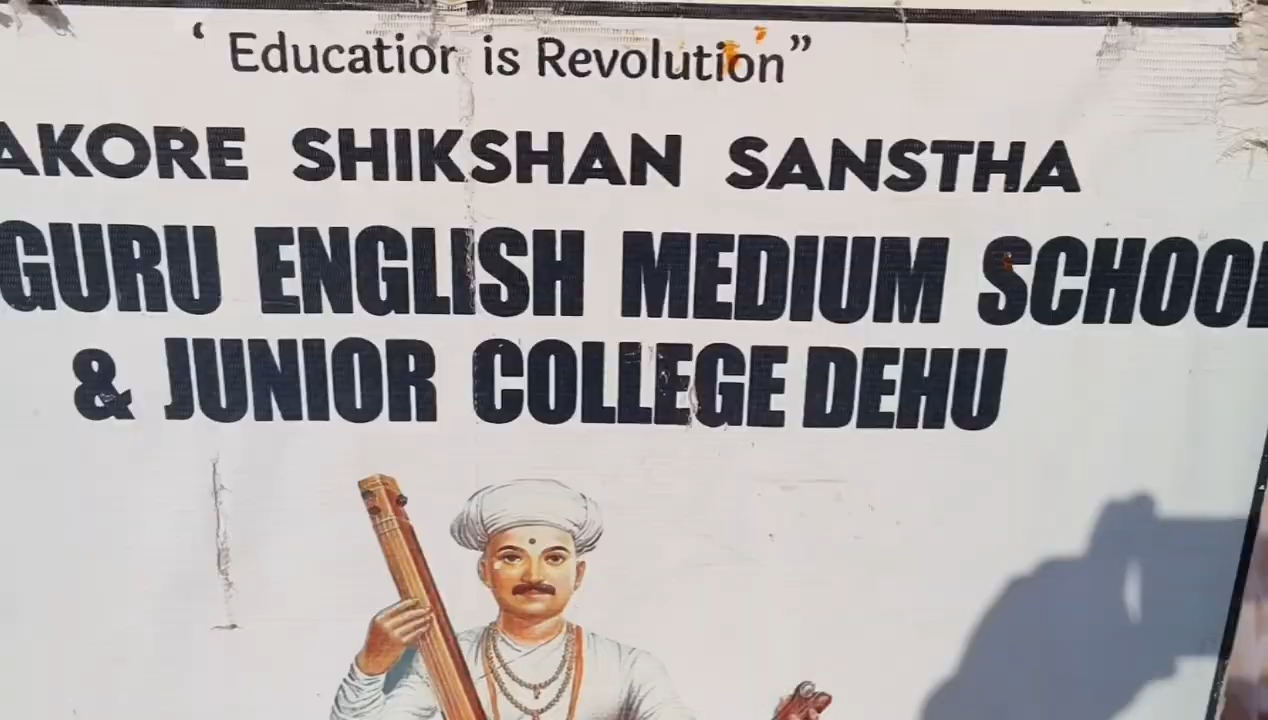 ‘ Education is Revolution”
AKORE SHIKSHAN SANSTHA
GURU ENGLISH MEDIUM SCHOOL
& JUNIOR COLLEGE DEHU